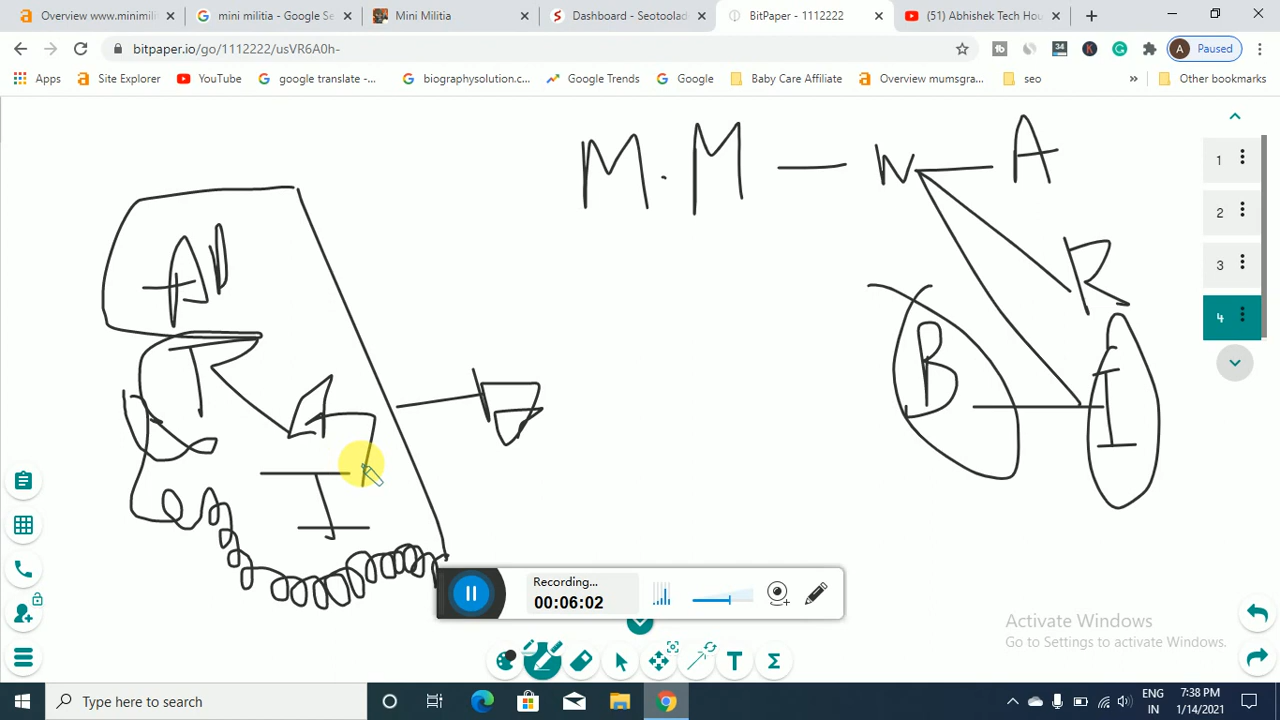 Overview www.minimili
mini militia - Google Se
Mini Militia
Dashboard - Seotoolad
BitPaper - 1112222
(51) Abhishek Tech Hou
bitpaper.io/go/1112222/usVR6A0h-
34
K
A Paused
Apps
Site Explorer
YouTube
google translate -...
biographysolution.c...
Google Trends
Google
Baby Care Affiliate
Overview mumsgra...
seo
Other bookmarks
M.M — W — A
R
B
I
A
I
1
2
3
4
Recording...
00:06:02
Activate Windows
Go to Settings to activate Windows.
T
Σ
Type here to search
ENG
IN
7:38 PM
1/14/2021